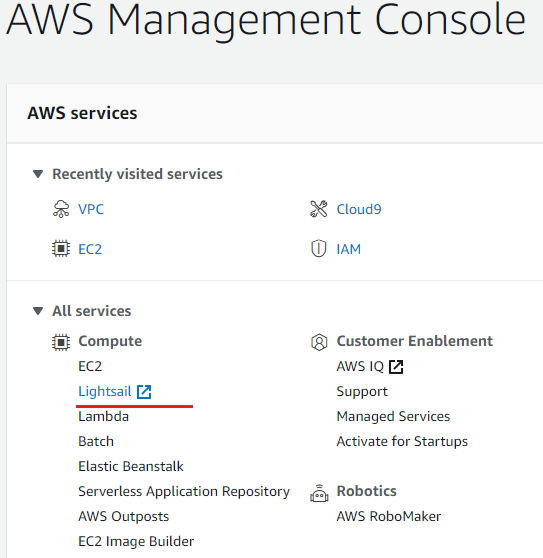 AWS Management Console
AWS services
Recently visited services
VPC
Cloud9
EC2
IAM
All services
Compute
EC2
Lightsail
Lambda
Batch
Elastic Beanstalk
Serverless Application Repository
AWS Outposts
EC2 Image Builder
Customer Enablement
AWS IQ
Support
Managed Services
Activate for Startups
Robotics
AWS RoboMaker